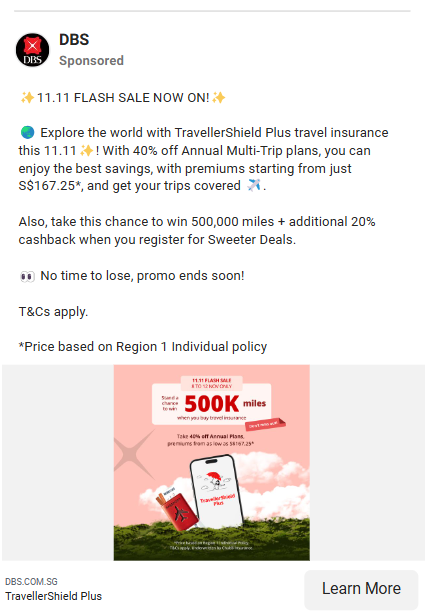 DBS
DBS
Sponsored
✨11.11 FLASH SALE NOW ON!✨
🌏 Explore the world with TravellerShield Plus travel insurance
this 11.11 ✨! With 40% off Annual Multi-Trip plans, you can
enjoy the best savings, with premiums starting from just
S$167.25*, and get your trips covered ✈️.
Also, take this chance to win 500,000 miles + additional 20%
cashback when you register for Sweeter Deals.
👀 No time to lose, promo ends soon!
T&Cs apply.
*Price based on Region 1 Individual policy
11.11 FLASH SALE
8 TO 12 NOV ONLY
Stand a
chance
to win
500K miles
when you buy travel insurance
Take 40% off Annual Plans,
premiums from as low as S$167.25*
TravellerShield
Plus
DBS.COM.SG
TravellerShield Plus
Learn More